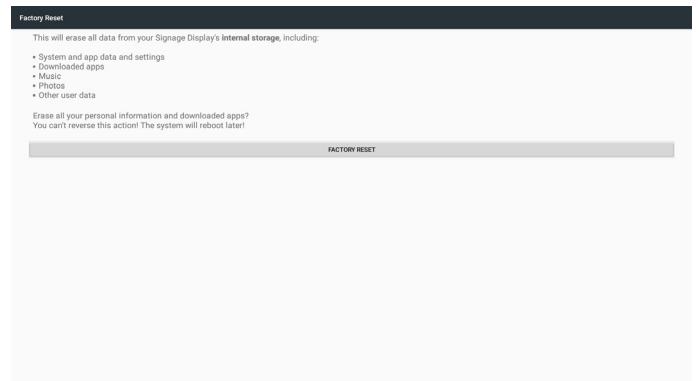 Factory Reset
This will erase all data from your Signage Display's internal storage, including:
• System and app data and settings
• Downloaded apps
• Music
• Photos
• Other user data
Erase all your personal information and downloaded apps?
You can't reverse this action! The system will reboot later!
FACTORY RESET